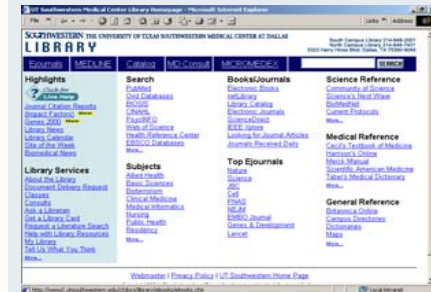 UT Southwestern Medical Center Library Homepage - Microsoft Internet Explorer
Links
Address
SOUTHWESTERN THE UNIVERSITY OF TEXAS SOUTHWESTERN MEDICAL CENTER AT DALLAS
LIBRARY
Ejournals MEDLINE Catalog MD Consult MICROMEDEX SEARCH
Highlights
Click for
Live Help
Journal Citation Reports
(Impact Factors)
Genes 2000
Library News
Library Calendar
Site of the Week
Biomedical News
Library Services
About the Library
Document Delivery Request
Classes
Consults
Ask a Librarian
Get a Library Card
Request a Literature Search
Help with Library Resources
My Library
Tell Us What You Think
More...
Search
PubMed
Ovid Databases
BIOSIS
CINAHL
PsycINFO
Web of Science
Health Reference Center
EBSCO Databases
More...
Subjects
Allied Health
Basic Sciences
Bioterrorism
Clinical Medicine
Medical Informatics
Nursing
Public Health
Residency
More...
Books/Journals
Electronic Books
netLibrary
Library Catalog
Electronic Journals
ScienceDirect
IEEE Xplore
Looking for Journal Articles
Journals Received Daily
Top Ejournals
Nature
Science
JBC
Cell
PNAS
NEJM
EMBO Journal
Genes & Development
Lancet
More...
Science Reference
Community of Science
Science's Next Wave
BioMedNet
Current Protocols
More...
Medical Reference
Cecil's Textbook of Medicine
Harrison's Online
Merck Manual
Scientific American Medicine
Taber's Medical Dictionary
More...
General Reference
Britannica Online
Campus Directories
Dictionaries
Maps
More...
Webmaster | Privacy Policy | UT Southwestern Home Page
Local intranet